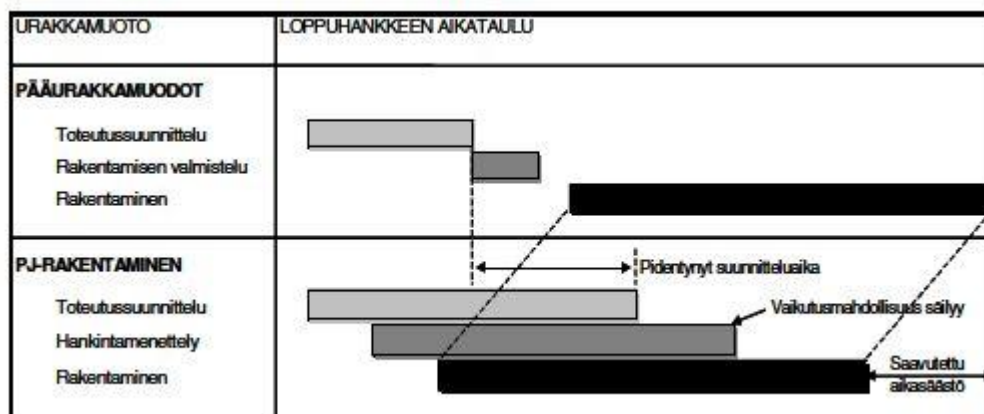 URAKKAMUOTO
LOPPUHANKKEEN AIKATAULU
PÄÄURAKKAMUODOT
Toteutussuunnittelu
Rakentamisen valmistelu
Rakentaminen
PJ-RAKENTAMINEN
Pidentynyt suunnitteluaika
Toteutussuunnittelu
Vaikutusmahdollisuus säilyy
Hankintamenettely
Rakentaminen
Saavutettu
aikasäästö